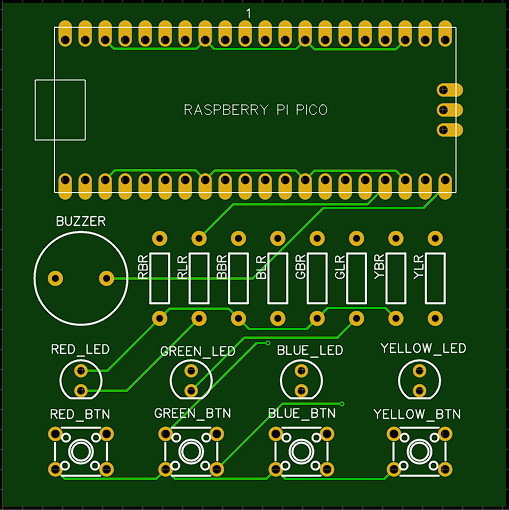 1
RASPBERRY PI PICO
BUZZER
RBR
RLR
BBR
BLR
GBR
GLR
YBR
YLR
RED_LED
GREEN_LED
BLUE_LED
YELLOW_LED
RED_BTN
GREEN_BTN
BLUE_BTN
YELLOW_BTN